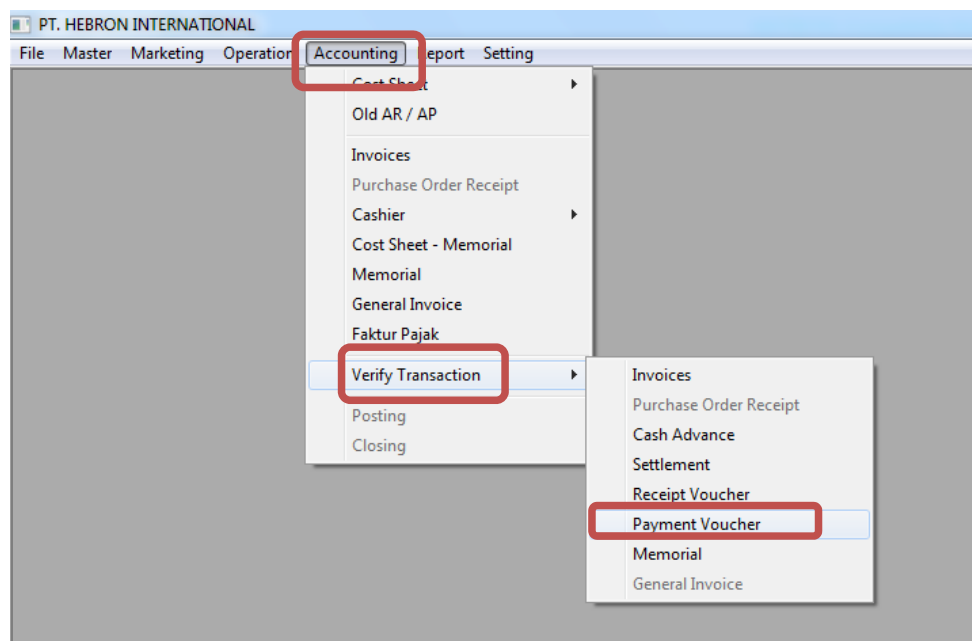 PT. HEBRON INTERNATIONAL
File Master Marketing Operation Accounting Report Setting
Cost Sheet
Old AR / AP
Invoices
Purchase Order Receipt
Cashier
Cost Sheet - Memorial
Memorial
General Invoice
Faktur Pajak
Verify Transaction
Posting
Closing
Invoices
Purchase Order Receipt
Cash Advance
Settlement
Receipt Voucher
Payment Voucher
Memorial
General Invoice